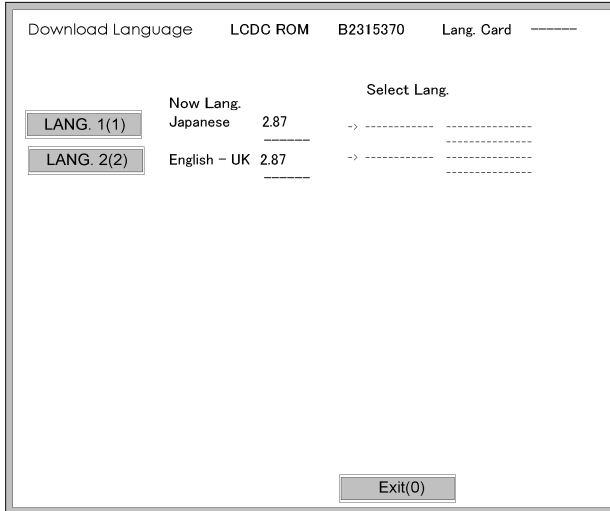 Download Language LCDC ROM B2315370 Lang. Card ------
Select Lang.
Now Lang.
LANG. 1(1) Japanese 2.87 -> ----------- --------------
------ --------------
LANG. 2(2) English - UK 2.87 -> ----------- --------------
------ --------------
Exit(0)